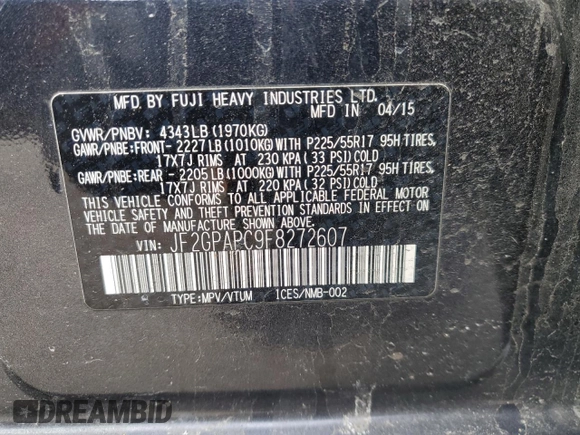 MFD. BY FUJI HEAVY INDUSTRIES LTD.
MFD IN 04/15
GVWR/PNBV: 4343LB(1970KG)
GAWR/PNBE:FRONT- 2227LB(1010KG)WITH P225/55R17 95H TIRES,
17X7J RIMS AT 230 KPA(33 PSI)COLD
GAWR/PNBE:REAR - 2205LB(1000KG)WITH P225/55R17 95H TIRES,
17X7J RIMS AT 220 KPA(32 PSI)COLD
THIS VEHICLE CONFORMS TO ALL APPLICABLE FEDERAL MOTOR
VEHICLE SAFETY AND THEFT PREVENTION STANDARDS IN EFFECT
ON THE DATE OF MANUFACTURE SHOWN ABOVE.
VIN: JF2GPAPC9F8272607
TYPE:MPV/VTUM ICES/NMB-002
DREAMBID